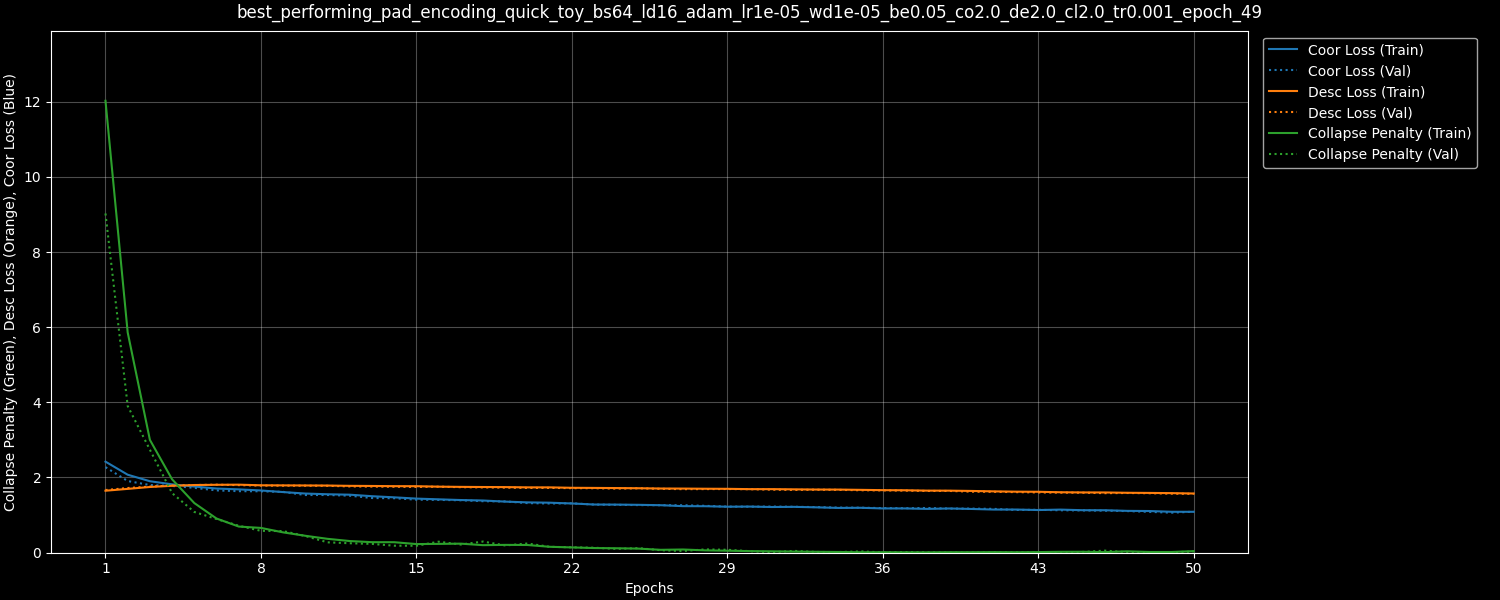 best_performing_pad_encoding_quick_toy_bs64_ld16_adam_lr1e-05_wd1e-05_be0.05_co2.0_de2.0_cl2.0_tr0.001_epoch_49
Collapse Penalty (Green), Desc Loss (Orange), Coor Loss (Blue)
12
10
8
6
4
2
0
1
8
15
22
29
36
43
50
Epochs
Coor Loss (Train)
Coor Loss (Val)
Desc Loss (Train)
Desc Loss (Val)
Collapse Penalty (Train)
Collapse Penalty (Val)